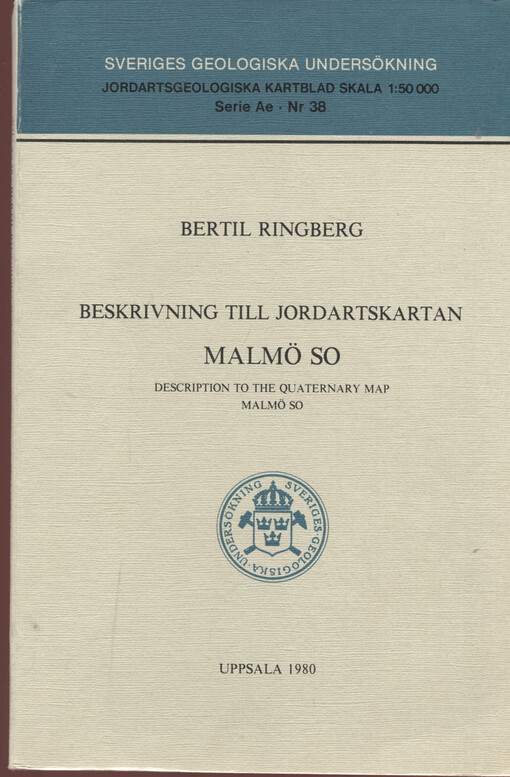 SVERIGES GEOLOGISKA UNDERSÖKNING
JORDARTSGEOLOGISKA KARTBLAD SKALA 1:50 000
Serie Ae · Nr 38
BERTIL RINGBERG
BESKRIVNING TILL JORDARTSKARTAN
MALMÖ SO
DESCRIPTION TO THE QUATERNARY MAP
MALMÖ SO
SVERIGES·GEOLOGISKA·UNDERSÖKNING
UPPSALA 1980